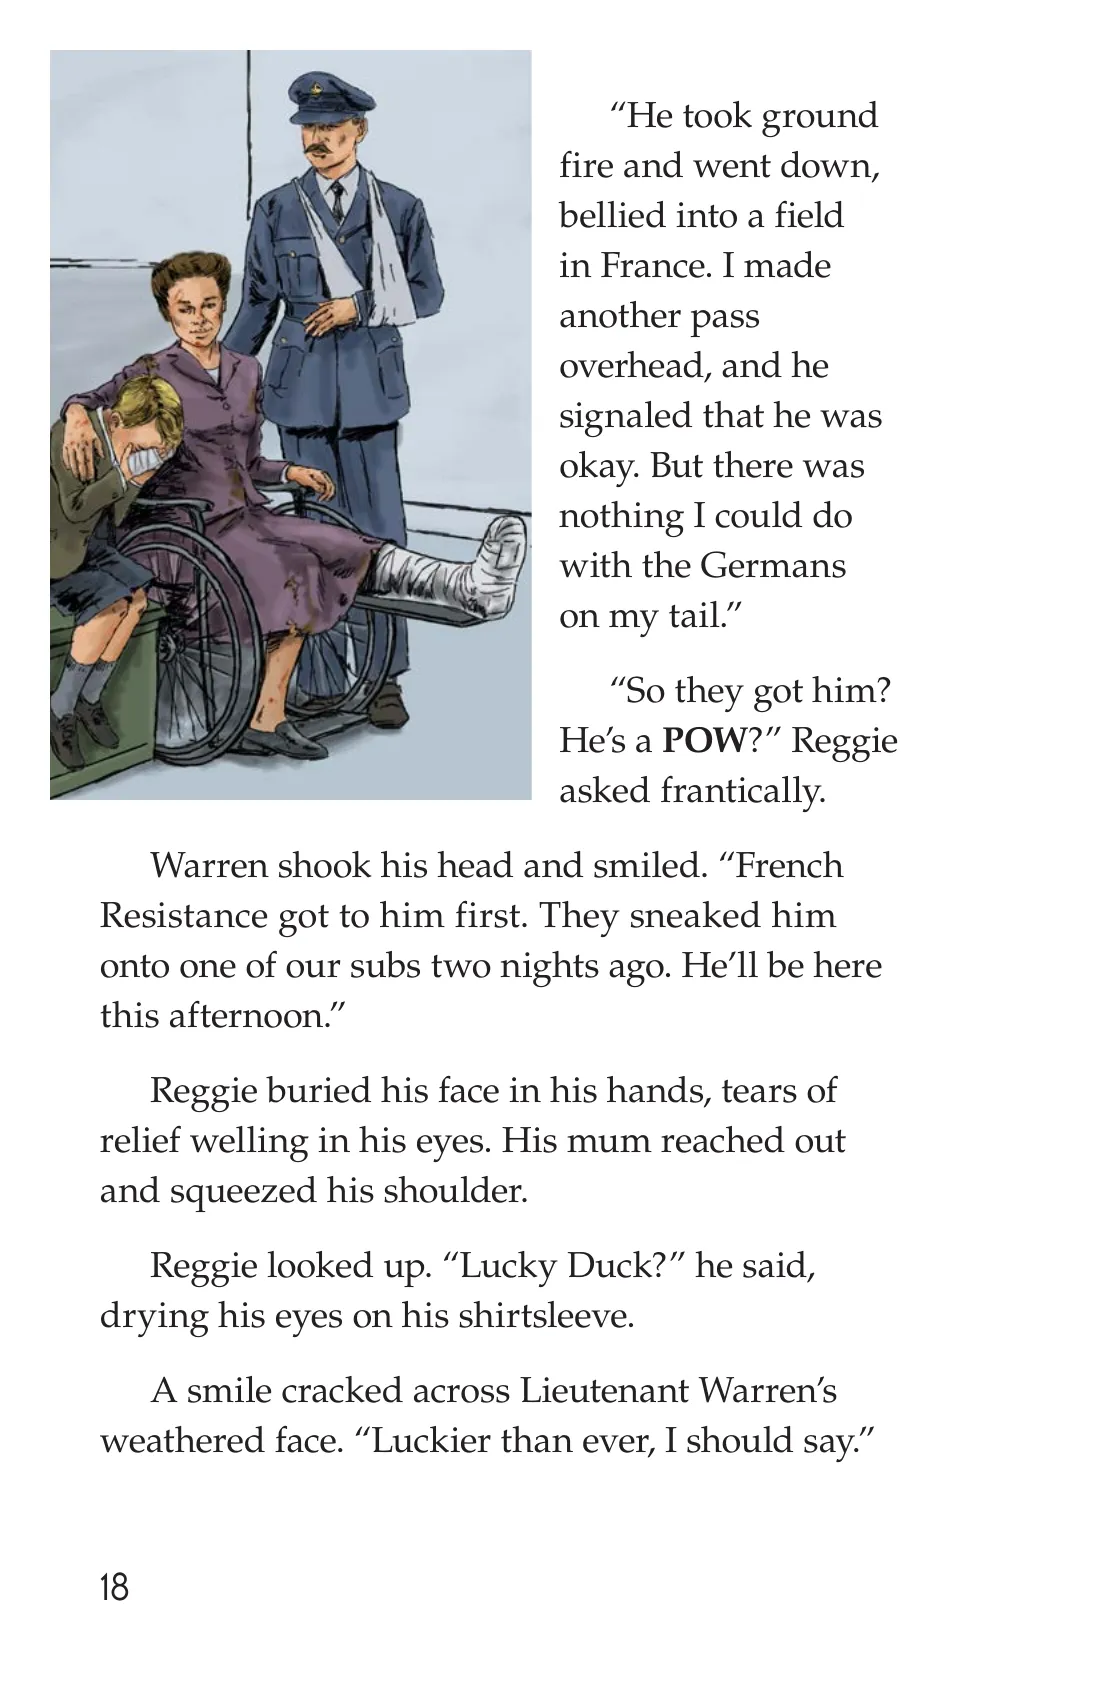 “He took ground
fire and went down,
bellied into a field
in France. I made
another pass
overhead, and he
signaled that he was
okay. But there was
nothing I could do
with the Germans
on my tail.”
“So they got him?
He’s a POW?” Reggie
asked frantically.
Warren shook his head and smiled. “French
Resistance got to him first. They sneaked him
onto one of our subs two nights ago. He’ll be here
this afternoon.”
Reggie buried his face in his hands, tears of
relief welling in his eyes. His mum reached out
and squeezed his shoulder.
Reggie looked up. “Lucky Duck?” he said,
drying his eyes on his shirtsleeve.
A smile cracked across Lieutenant Warren’s
weathered face. “Luckier than ever, I should say.”
18